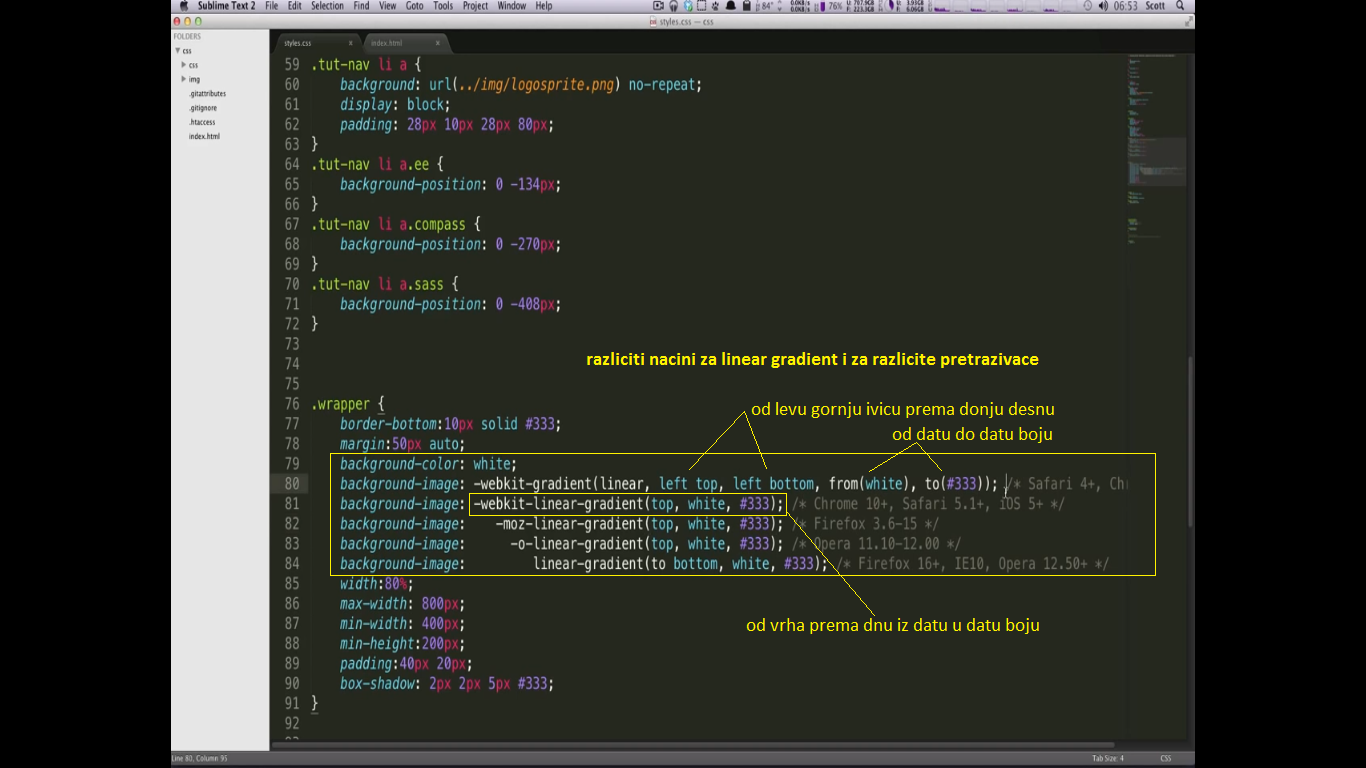 Sublime Text 2 File Edit Selection Find View Goto Tools Project Window Help 84° 76% 06:53 Scott
styles.css — css
FOLDERS
css
css
img
.gitattributes
.gitignore
.htaccess
index.html
styles.css × index.html ×
59 .tut-nav li a {
60 background: url(../img/logosprite.png) no-repeat;
61 display: block;
62 padding: 28px 10px 28px 80px;
63 }
64 .tut-nav li a.ee {
65 background-position: 0 -134px;
66 }
67 .tut-nav li a.compass {
68 background-position: 0 -270px;
69 }
70 .tut-nav li a.sass {
71 background-position: 0 -408px;
72 }
73
74
razliciti nacini za linear gradient i za razlicite pretrazivace
75
76 .wrapper {
od levu gornju ivicu prema donju desnu
77 border-bottom:10px solid #333;
od datu do datu boju
78 margin:50px auto;
79 background-color: white;
80 background-image: -webkit-gradient(linear, left top, left bottom, from(white), to(#333)); /* Safari 4+, Chr
81 background-image: -webkit-linear-gradient(top, white, #333); /* Chrome 10+, Safari 5.1+, iOS 5+ */
82 background-image: -moz-linear-gradient(top, white, #333); /* Firefox 3.6-15 */
83 background-image: -o-linear-gradient(top, white, #333); /* Opera 11.10-12.00 */
84 background-image: linear-gradient(to bottom, white, #333); /* Firefox 16+, IE10, Opera 12.50+ */
85 width:80%;
86 max-width: 800px;
87 min-width: 400px;
od vrha prema dnu iz datu u datu boju
88 min-height:200px;
89 padding:40px 20px;
90 box-shadow: 2px 2px 5px #333;
91 }
92
Line 80, Column 95 Tab Size: 4 CSS